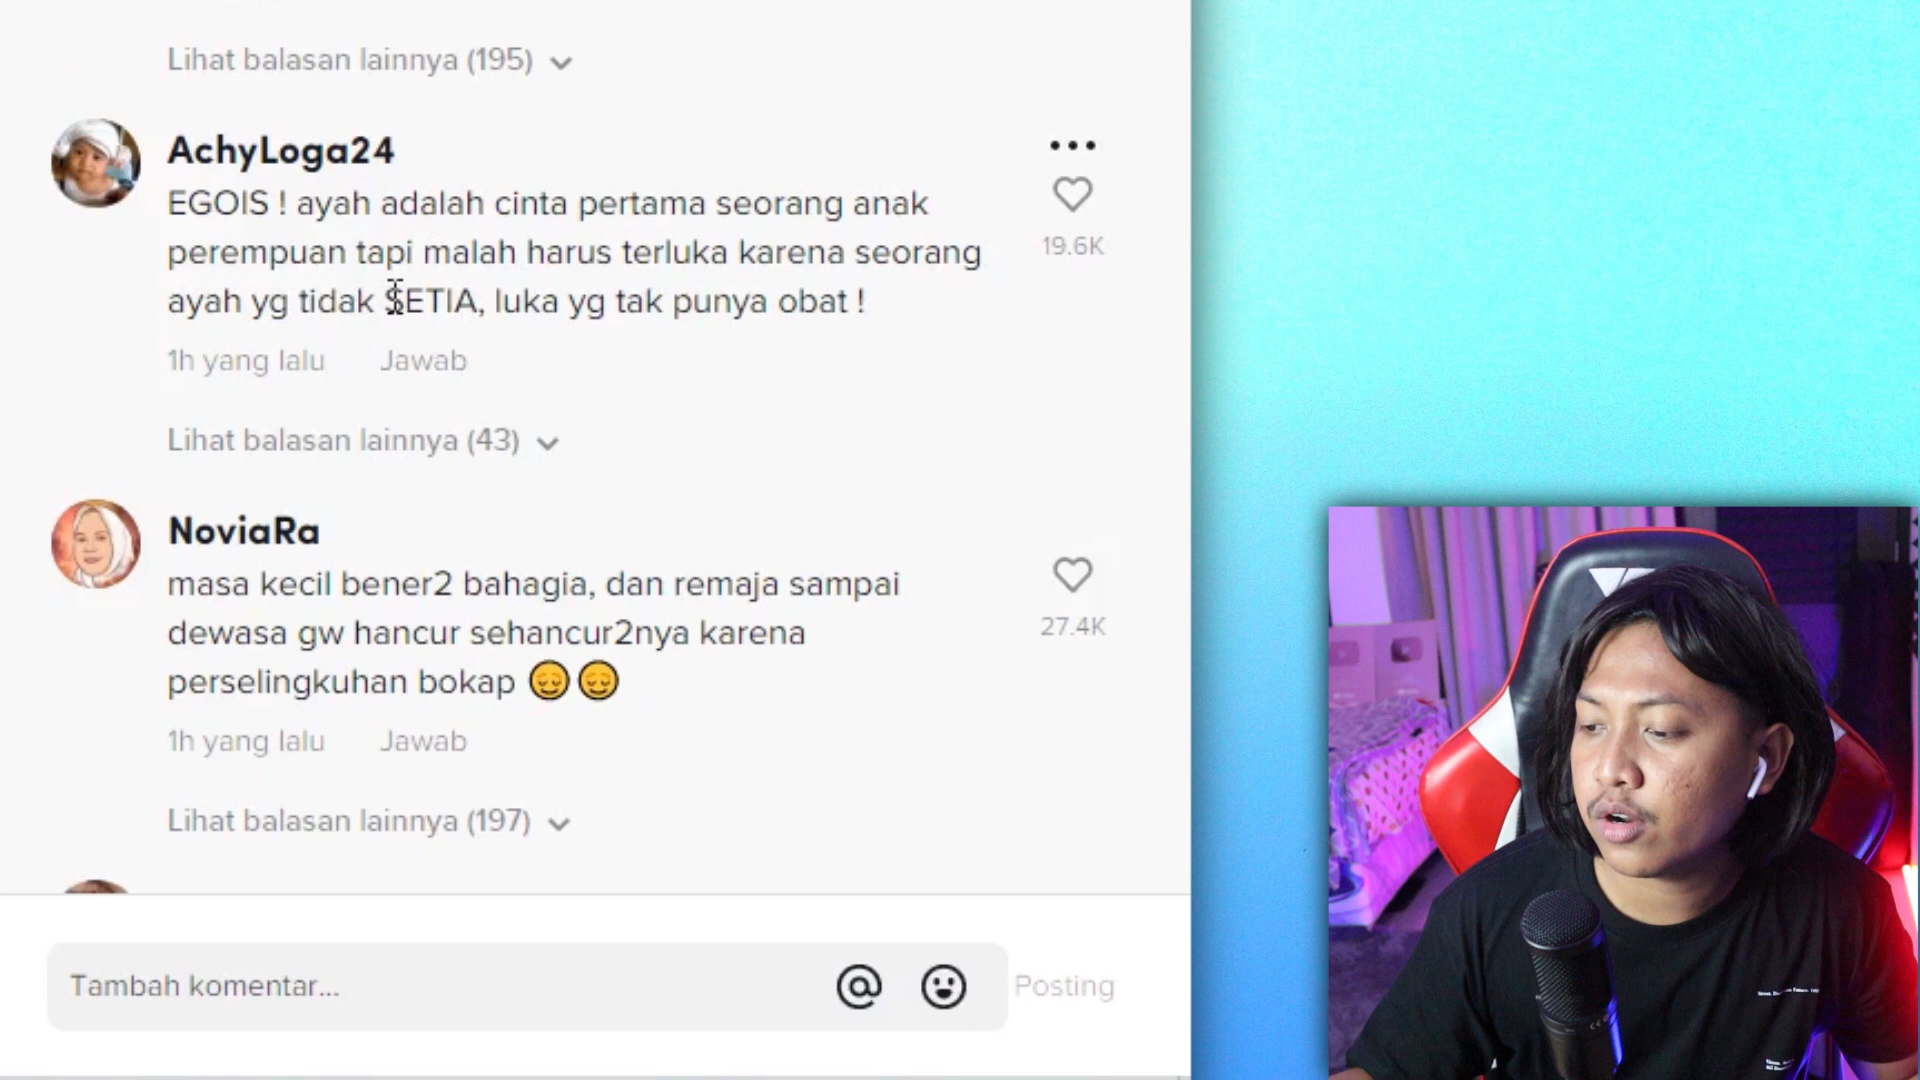 Lihat balasan lainnya (195)
AchyLoga24
EGOIS ! ayah adalah cinta pertama seorang anak
perempuan tapi malah harus terluka karena seorang
ayah yg tidak SETIA, luka yg tak punya obat !
19.6K
1h yang lalu Jawab
Lihat balasan lainnya (43)
NoviaRa
masa kecil bener2 bahagia, dan remaja sampai
dewasa gw hancur sehancur2nya karena
perselingkuhan bokap 😌😌
27.4K
1h yang lalu Jawab
Lihat balasan lainnya (197)
Tambah komentar...
Posting